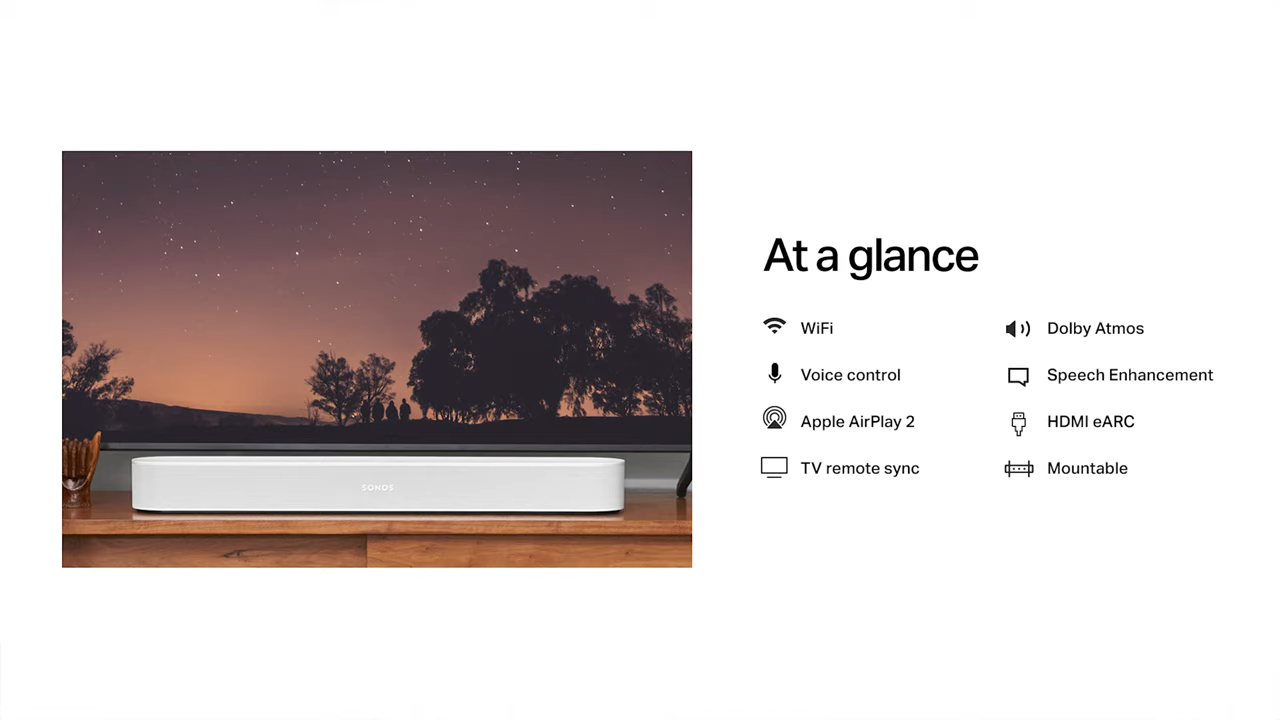 At a glance
WiFi
Voice control
Apple AirPlay 2
TV remote sync
Dolby Atmos
Speech Enhancement
HDMI eARC
Mountable
SONOS